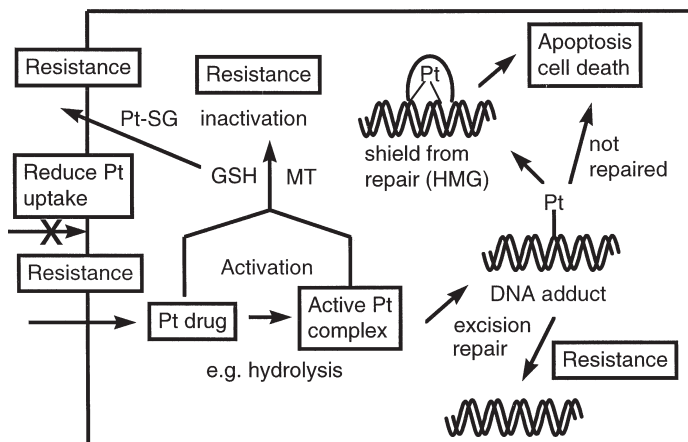 Resistance
Pt-SG
Reduce Pt
uptake
Resistance
Resistance
inactivation
GSH MT
Activation
Pt drug
Active Pt
complex
e.g. hydrolysis
Pt
shield from
repair (HMG)
Apoptosis
cell death
not
repaired
Pt
DNA adduct
excision
repair
Resistance